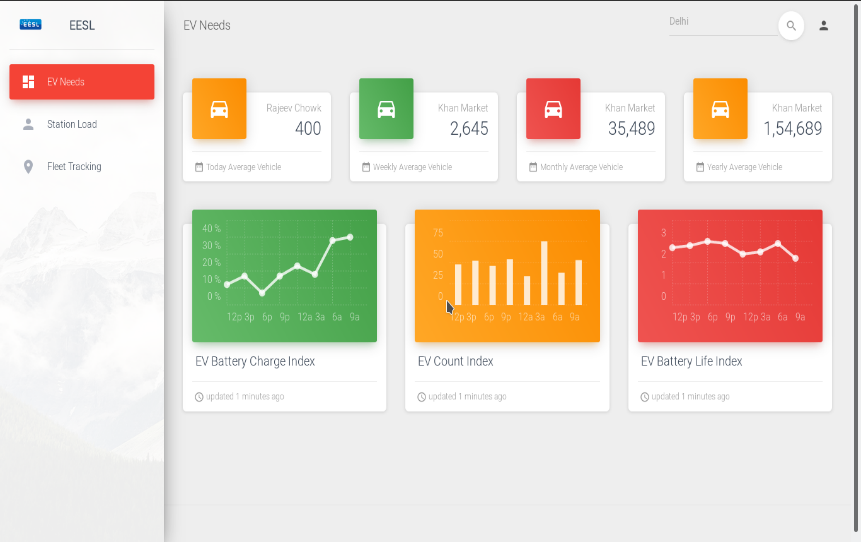 EESL
EESL
EV Needs
Station Load
Fleet Tracking
EV Needs
Delhi
Rajeev Chowk
400
Today Average Vehicle
Khan Market
2,645
Weekly Average Vehicle
Khan Market
35,489
Monthly Average Vehicle
Khan Market
1,54,689
Yearly Average Vehicle
40 %
30 %
20 %
10 %
0 %
12p 3p 6p 9p 12a 3a 6a 9a
EV Battery Charge Index
updated 1 minutes ago
75
50
25
0
12p 3p 6p 9p 12a 3a 6a 9a
EV Count Index
updated 1 minutes ago
3
2
1
0
12p 3p 6p 9p 12a 3a 6a 9a
EV Battery Life Index
updated 1 minutes ago